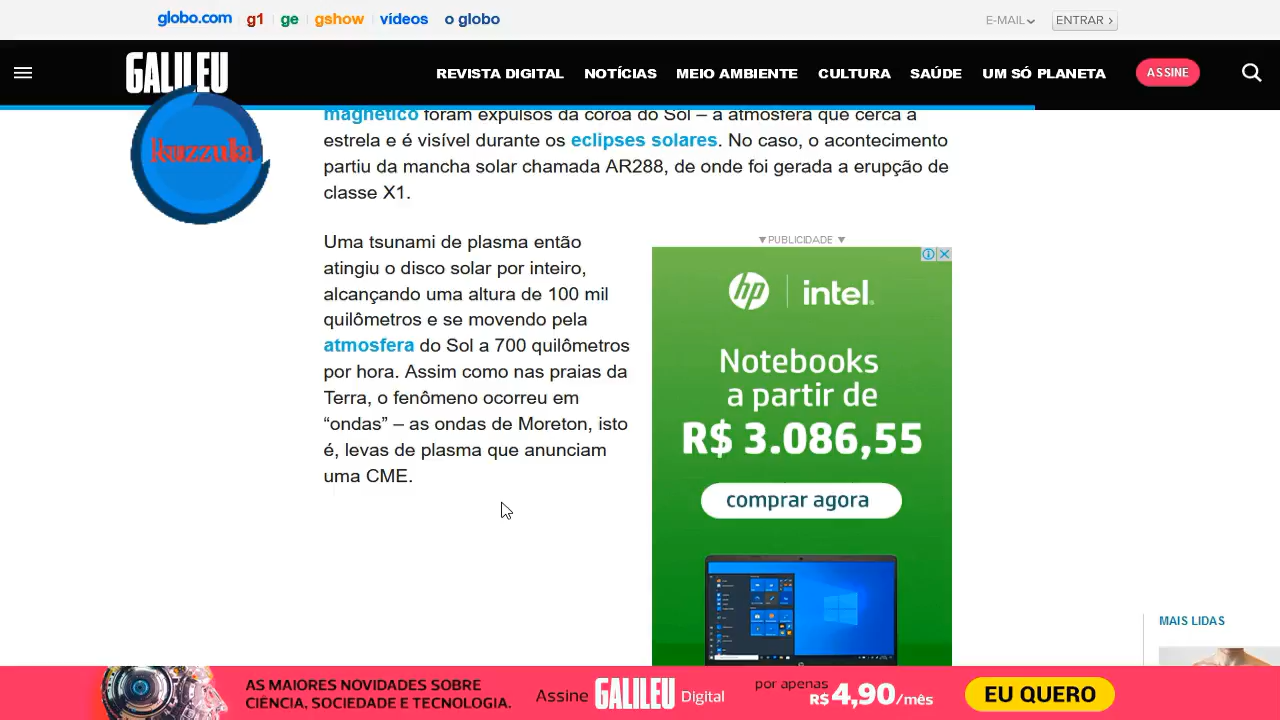 globo.com g1 ge gshow vídeos o globo E-MAIL ENTRAR
GALILEU REVISTA DIGITAL NOTÍCIAS MEIO AMBIENTE CULTURA SAÚDE UM SÓ PLANETA ASSINE
Ruzzula
magnético foram expulsos da coroa do Sol – a atmosfera que cerca a
estrela e é visível durante os eclipses solares. No caso, o acontecimento
partiu da mancha solar chamada AR288, de onde foi gerada a erupção de
classe X1.
Uma tsunami de plasma então
atingiu o disco solar por inteiro,
alcançando uma altura de 100 mil
quilômetros e se movendo pela
atmosfera do Sol a 700 quilômetros
por hora. Assim como nas praias da
Terra, o fenômeno ocorreu em
“ondas” – as ondas de Moreton, isto
é, levas de plasma que anunciam
uma CME.
PUBLICIDADE
hp intel.
Notebooks
a partir de
R$ 3.086,55
comprar agora
MAIS LIDAS
AS MAIORES NOVIDADES SOBRE
CIÊNCIA, SOCIEDADE E TECNOLOGIA.
Assine GALILEU Digital
por apenas
R$ 4,90/mês
EU QUERO